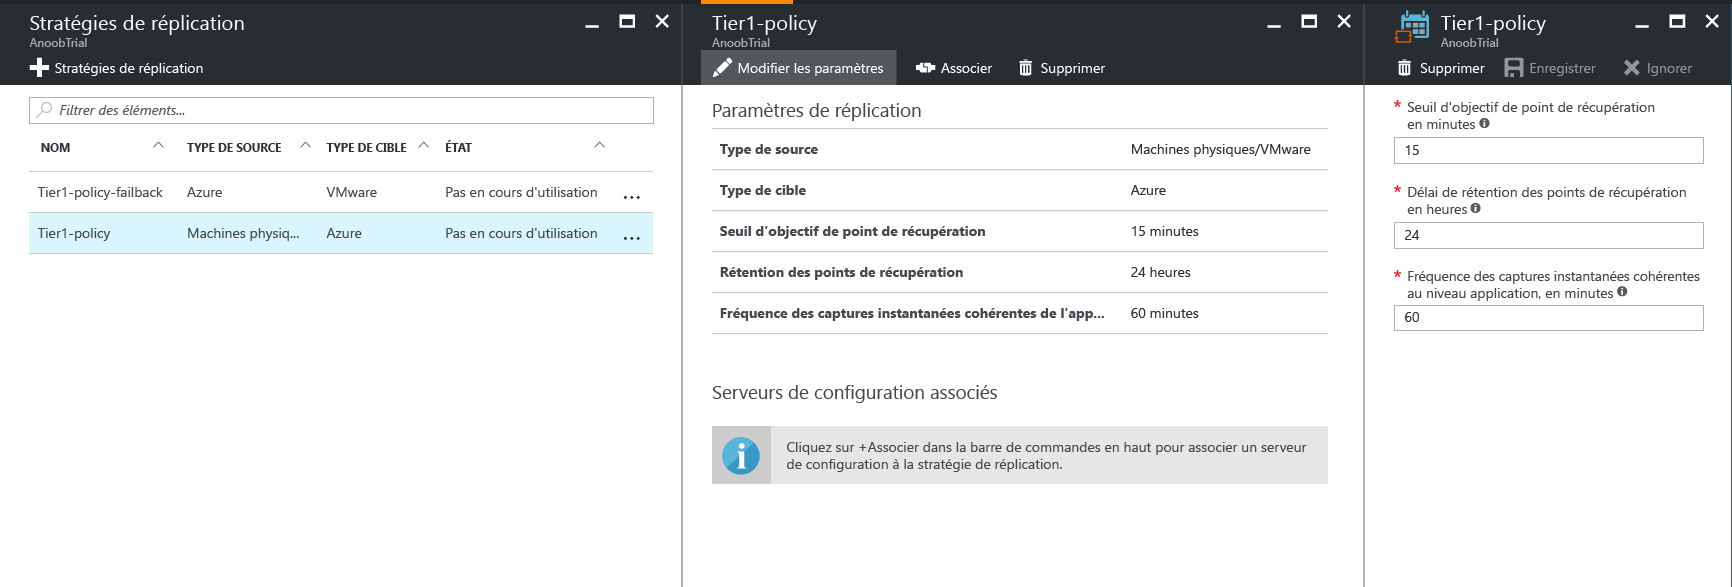 Stratégies de réplication
AnoobTrial
Stratégies de réplication
Filtrer des éléments...
NOM TYPE DE SOURCE TYPE DE CIBLE ÉTAT
Tier1-policy-failback Azure VMware Pas en cours d'utilisation ...
Tier1-policy Machines physiq... Azure Pas en cours d'utilisation ...
Tier1-policy
AnoobTrial
Modifier les paramètres Associer Supprimer
Paramètres de réplication
Type de source Machines physiques/VMware
Type de cible Azure
Seuil d'objectif de point de récupération 15 minutes
Rétention des points de récupération 24 heures
Fréquence des captures instantanées cohérentes de l'app... 60 minutes
Serveurs de configuration associés
Cliquez sur +Associer dans la barre de commandes en haut pour associer un serveur
de configuration à la stratégie de réplication.
Tier1-policy
AnoobTrial
Supprimer Enregistrer Ignorer
* Seuil d'objectif de point de récupération
en minutes
15
* Délai de rétention des points de récupération
en heures
24
* Fréquence des captures instantanées cohérentes
au niveau application, en minutes
60